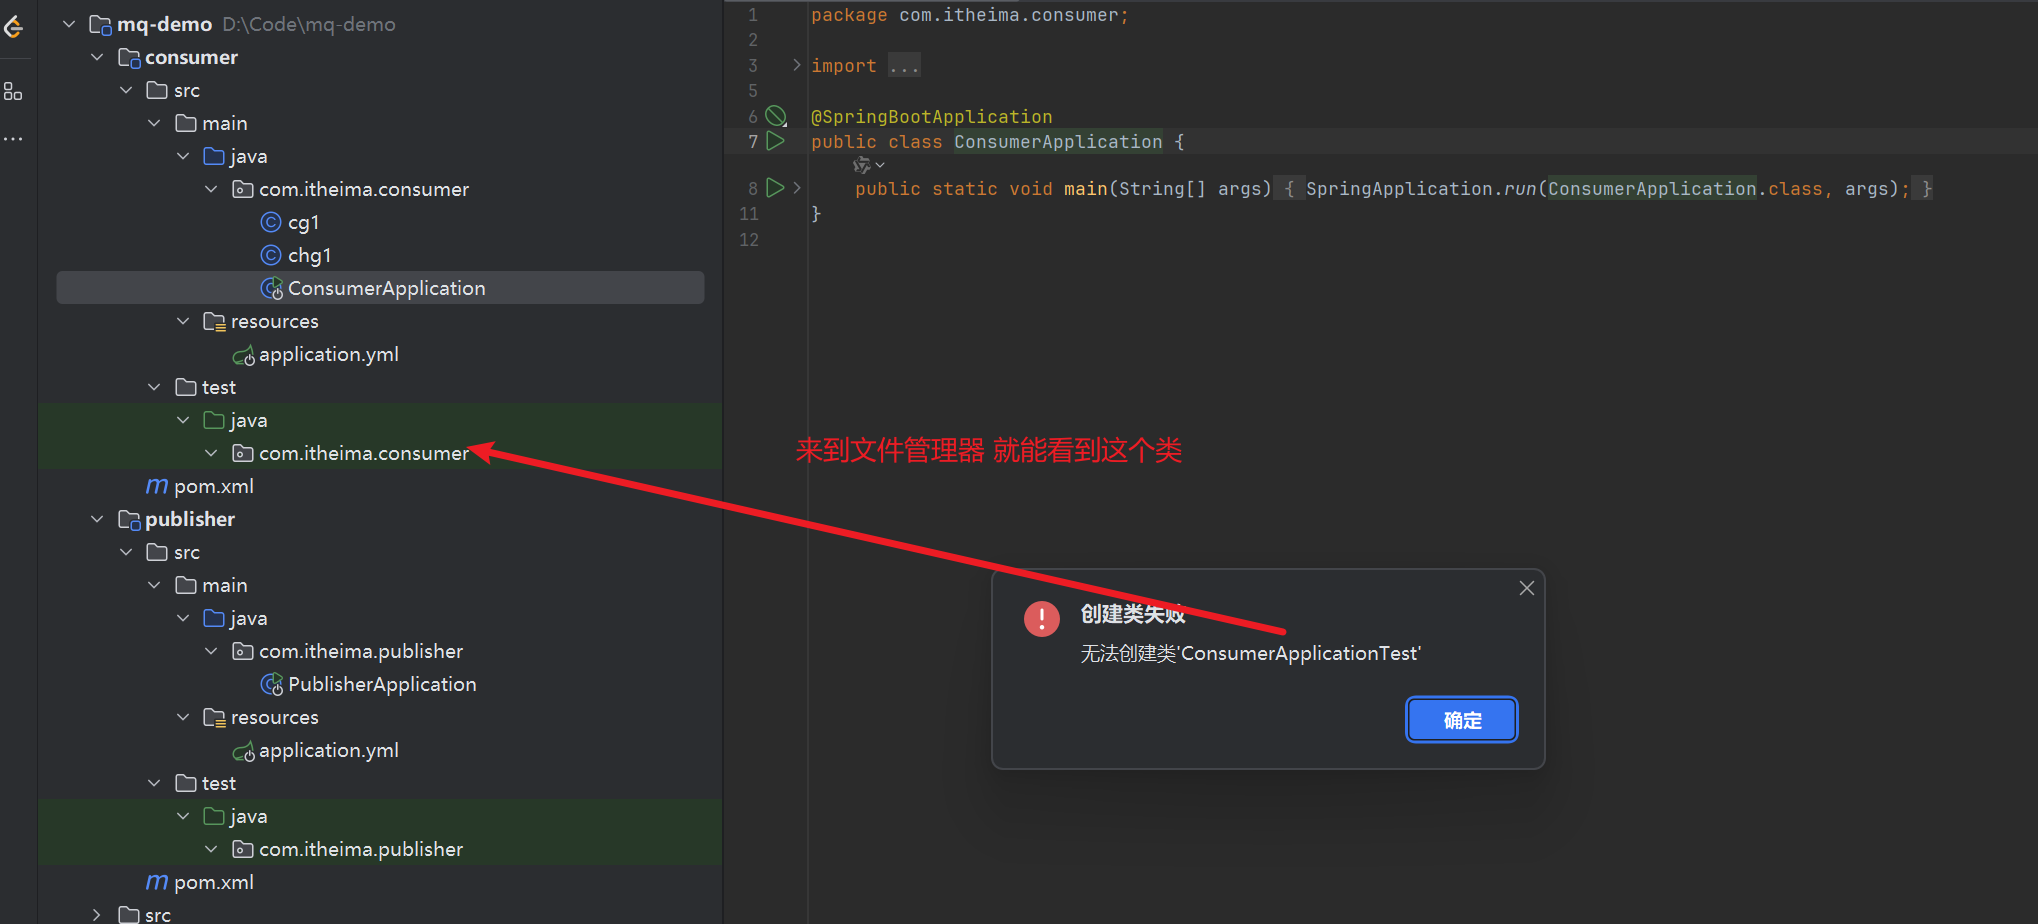 mq-demo D:\Code\mq-demo
consumer
src
main
java
com.itheima.consumer
cg1
chg1
ConsumerApplication
resources
application.yml
test
java
com.itheima.consumer
pom.xml
publisher
src
main
java
com.itheima.publisher
PublisherApplication
resources
application.yml
test
java
com.itheima.publisher
pom.xml
src
1 package com.itheima.consumer;
2
3 import ...
5
6 @SpringBootApplication
7 public class ConsumerApplication {
8 public static void main(String[] args) { SpringApplication.run(ConsumerApplication.class, args); }
11 }
12
来到文件管理器 就能看到这个类
创建类失败
无法创建类'ConsumerApplicationTest'
确定